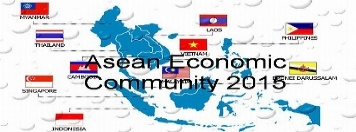 MYANMAR
LAOS
PHILIPPINES
THAILAND
VIETNAM
Asean Economic
CAMBODIA
BRUNEI DARUSSALAM
Community 2015
SINGAPORE
INDONESIA